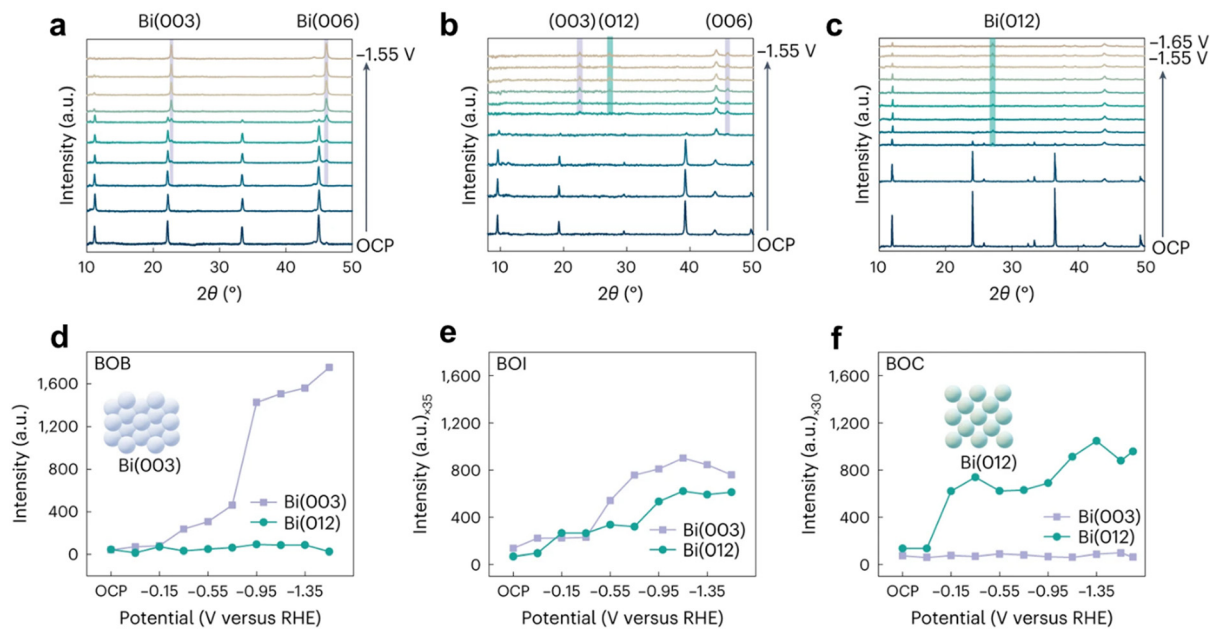 a
Bi(003)
Bi(006)
Intensity (a.u.)
–1.55 V
OCP
10 20 30 40 50
2θ (°)
b
(003) (012)
(006)
Intensity (a.u.)
–1.55 V
OCP
10 20 30 40 50
2θ (°)
c
Bi(012)
Intensity (a.u.)
–1.65 V
–1.55 V
OCP
10 20 30 40 50
2θ (°)
d
BOB
Intensity (a.u.)
1,600
1,200
800
400
0
Bi(003)
Bi(003)
Bi(012)
OCP –0.15 –0.55 –0.95 –1.35
Potential (V versus RHE)
e
BOI
Intensity (a.u.)×35
1,600
1,200
800
400
0
Bi(003)
Bi(012)
OCP –0.15 –0.55 –0.95 –1.35
Potential (V versus RHE)
f
BOC
Intensity (a.u.)×30
1,600
1,200
800
400
0
Bi(012)
Bi(003)
Bi(012)
OCP –0.15 –0.55 –0.95 –1.35
Potential (V versus RHE)